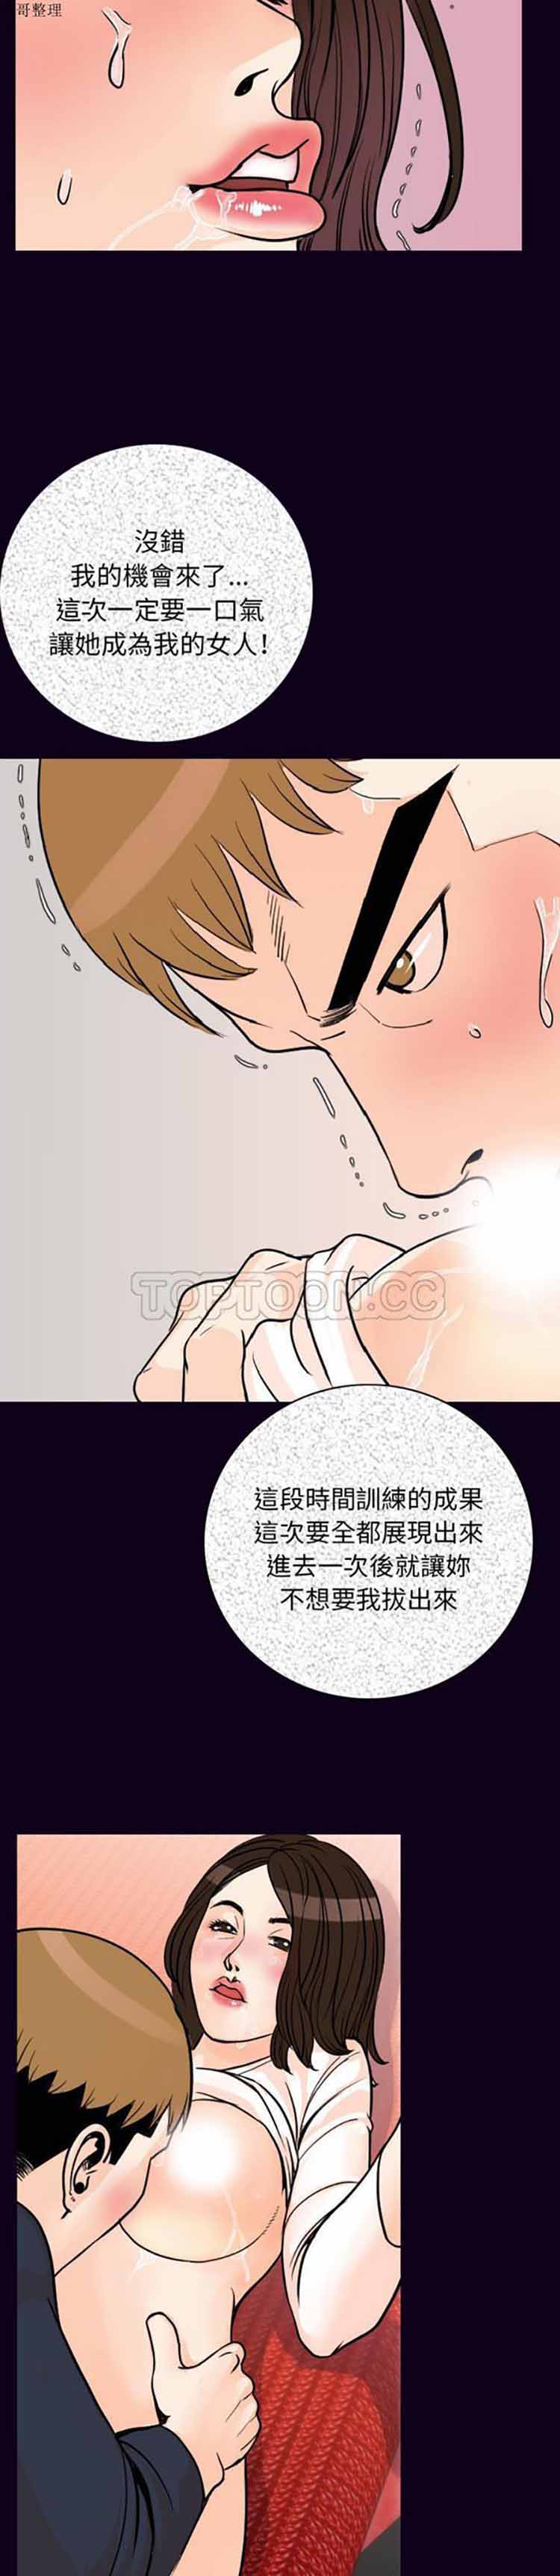 哥整理
沒錯
我的機會來了...
這次一定要一口氣
讓她成為我的女人!
TOPTOON.CC
這段時間訓練的成果
這次要全都展現出來
進去一次後就讓妳
不想要我拔出來